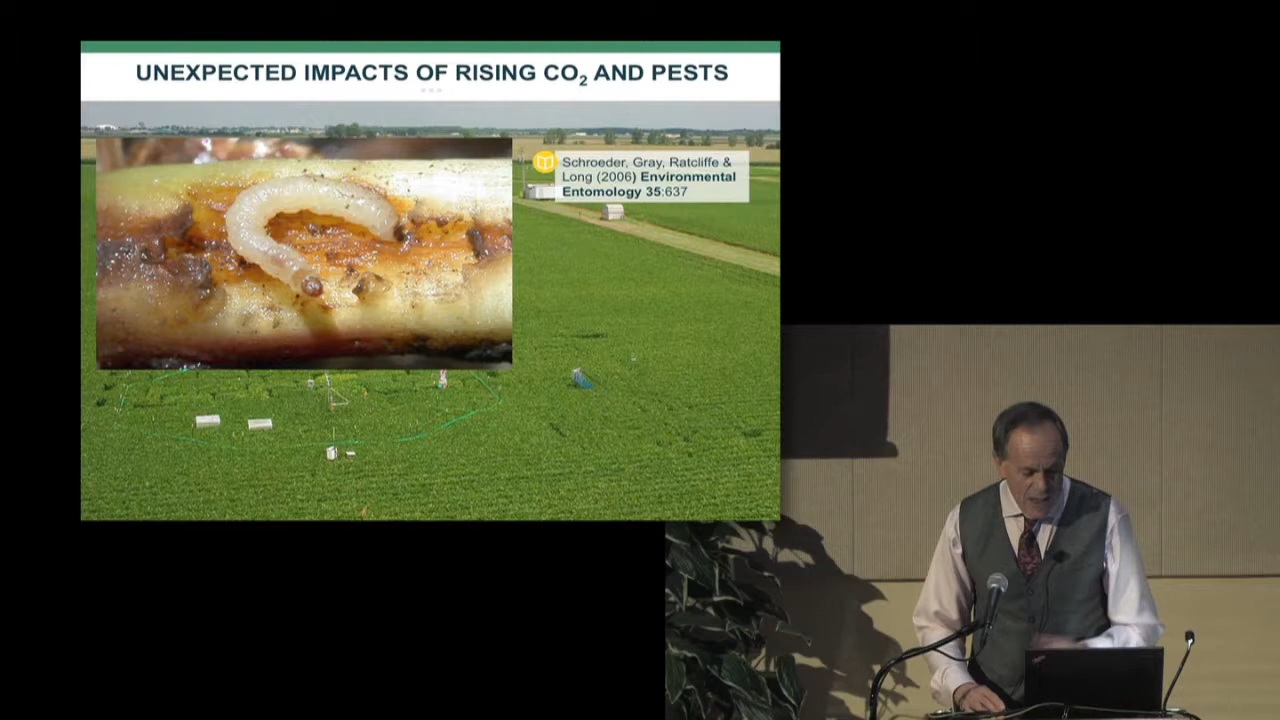 UNEXPECTED IMPACTS OF RISING CO₂ AND PESTS
Schroeder, Gray, Ratcliffe &
Long (2006) Environmental
Entomology 35:637